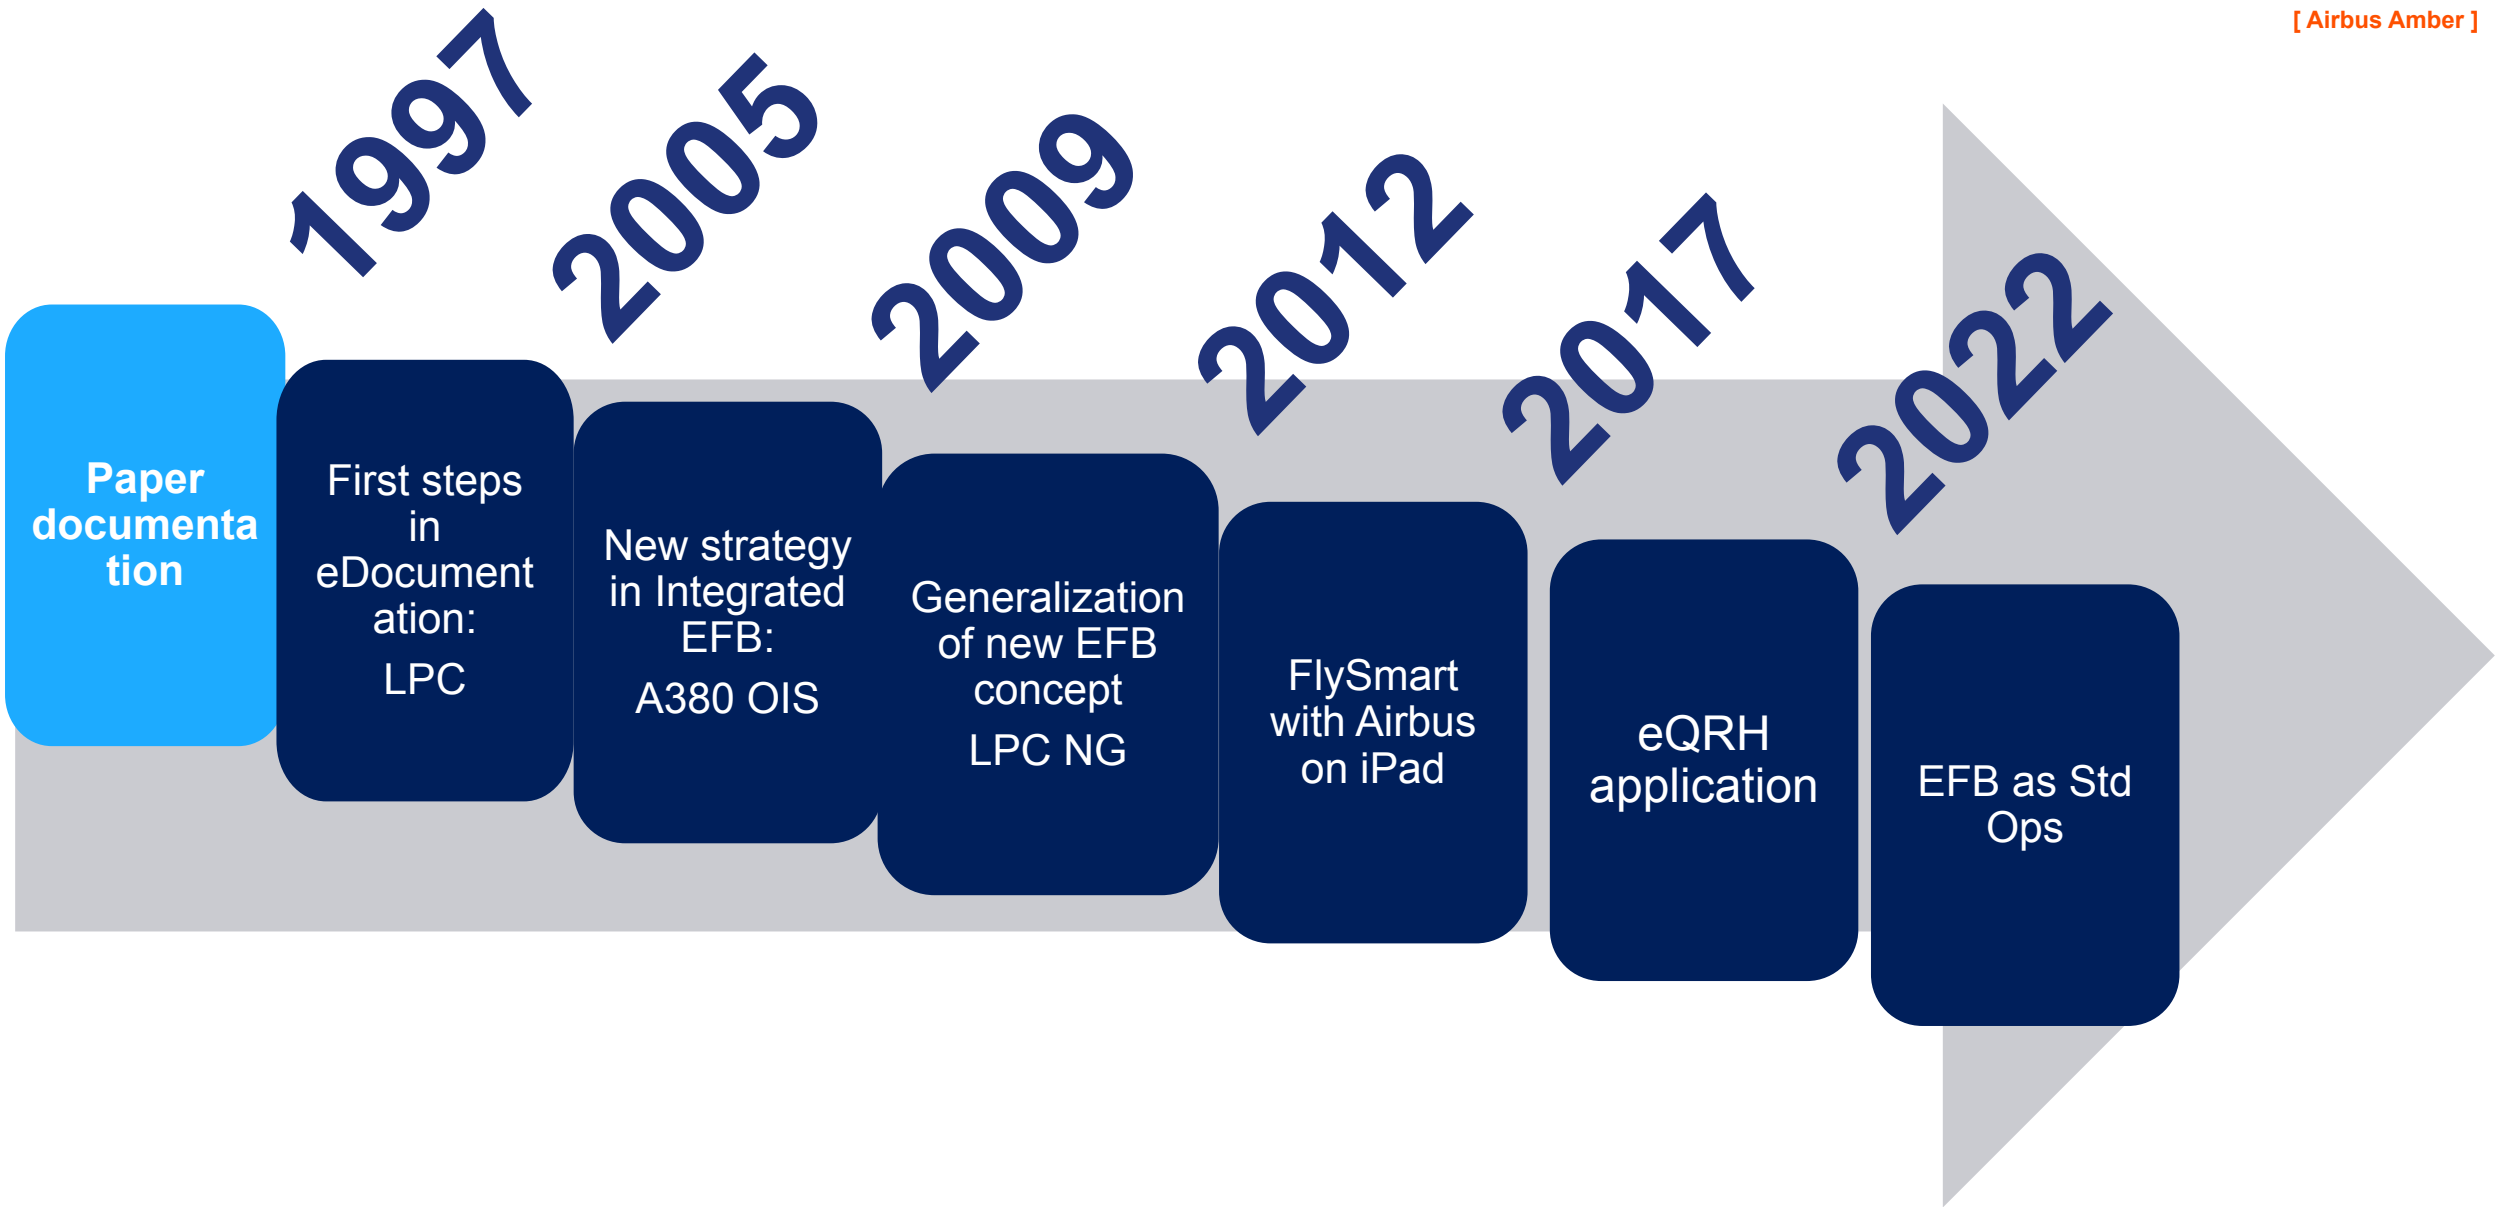 [ Airbus Amber ]
1997
2005
2009
2012
2017
2022
Paper
documenta
tion
First steps
in
eDocument
ation:
LPC
New strategy
in Integrated
EFB:
A380 OIS
Generalization
of new EFB
concept
LPC NG
FlySmart
with Airbus
on iPad
eQRH
application
EFB as Std
Ops